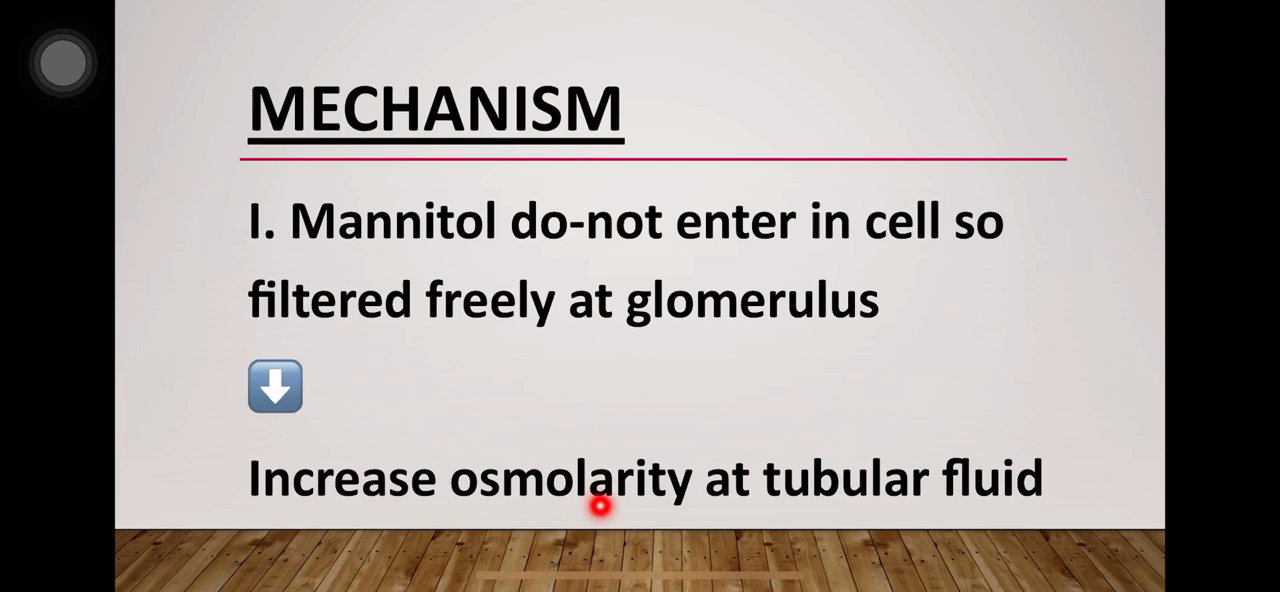 MECHANISM
I. Mannitol do-not enter in cell so
filtered freely at glomerulus
⬇️
Increase osmolarity at tubular fluid